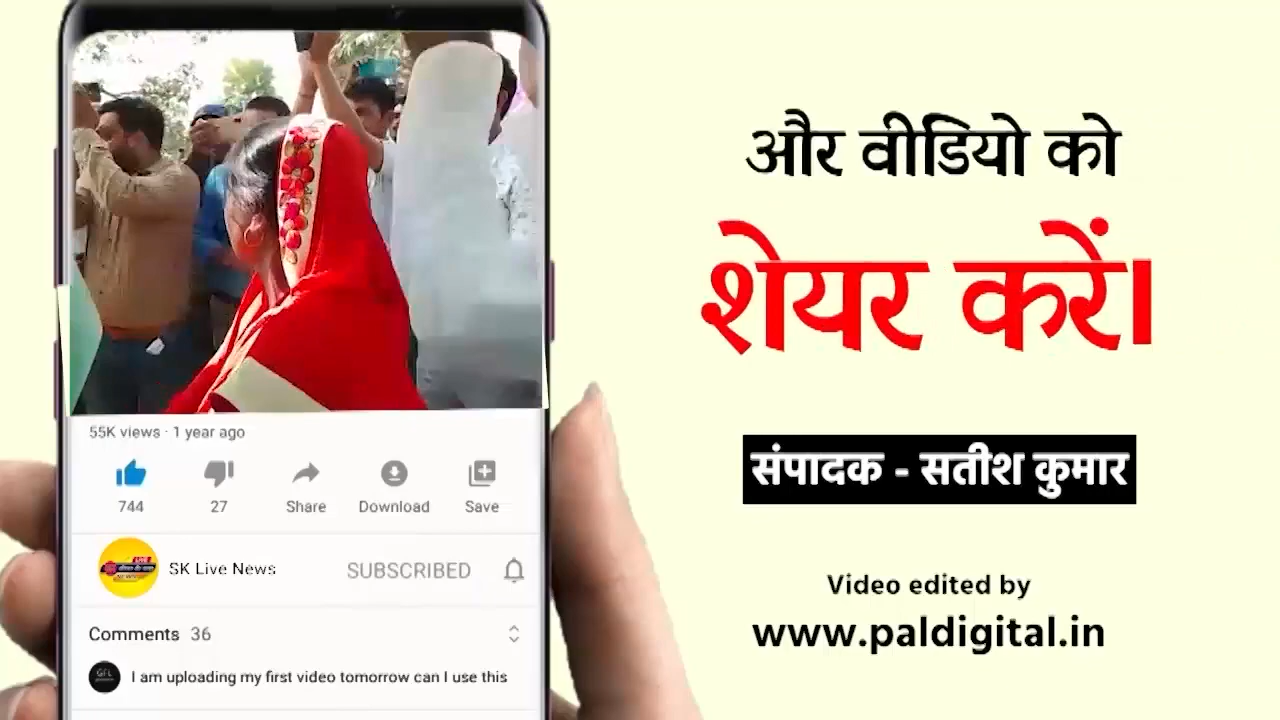 और वीडियो को
शेयर करें।
संपादक - सतीश कुमार
Video edited by
www.paldigital.in
55K views · 1 year ago
744
27
Share
Download
Save
SK Live News
SUBSCRIBED
Comments 36
I am uploading my first video tomorrow can I use this